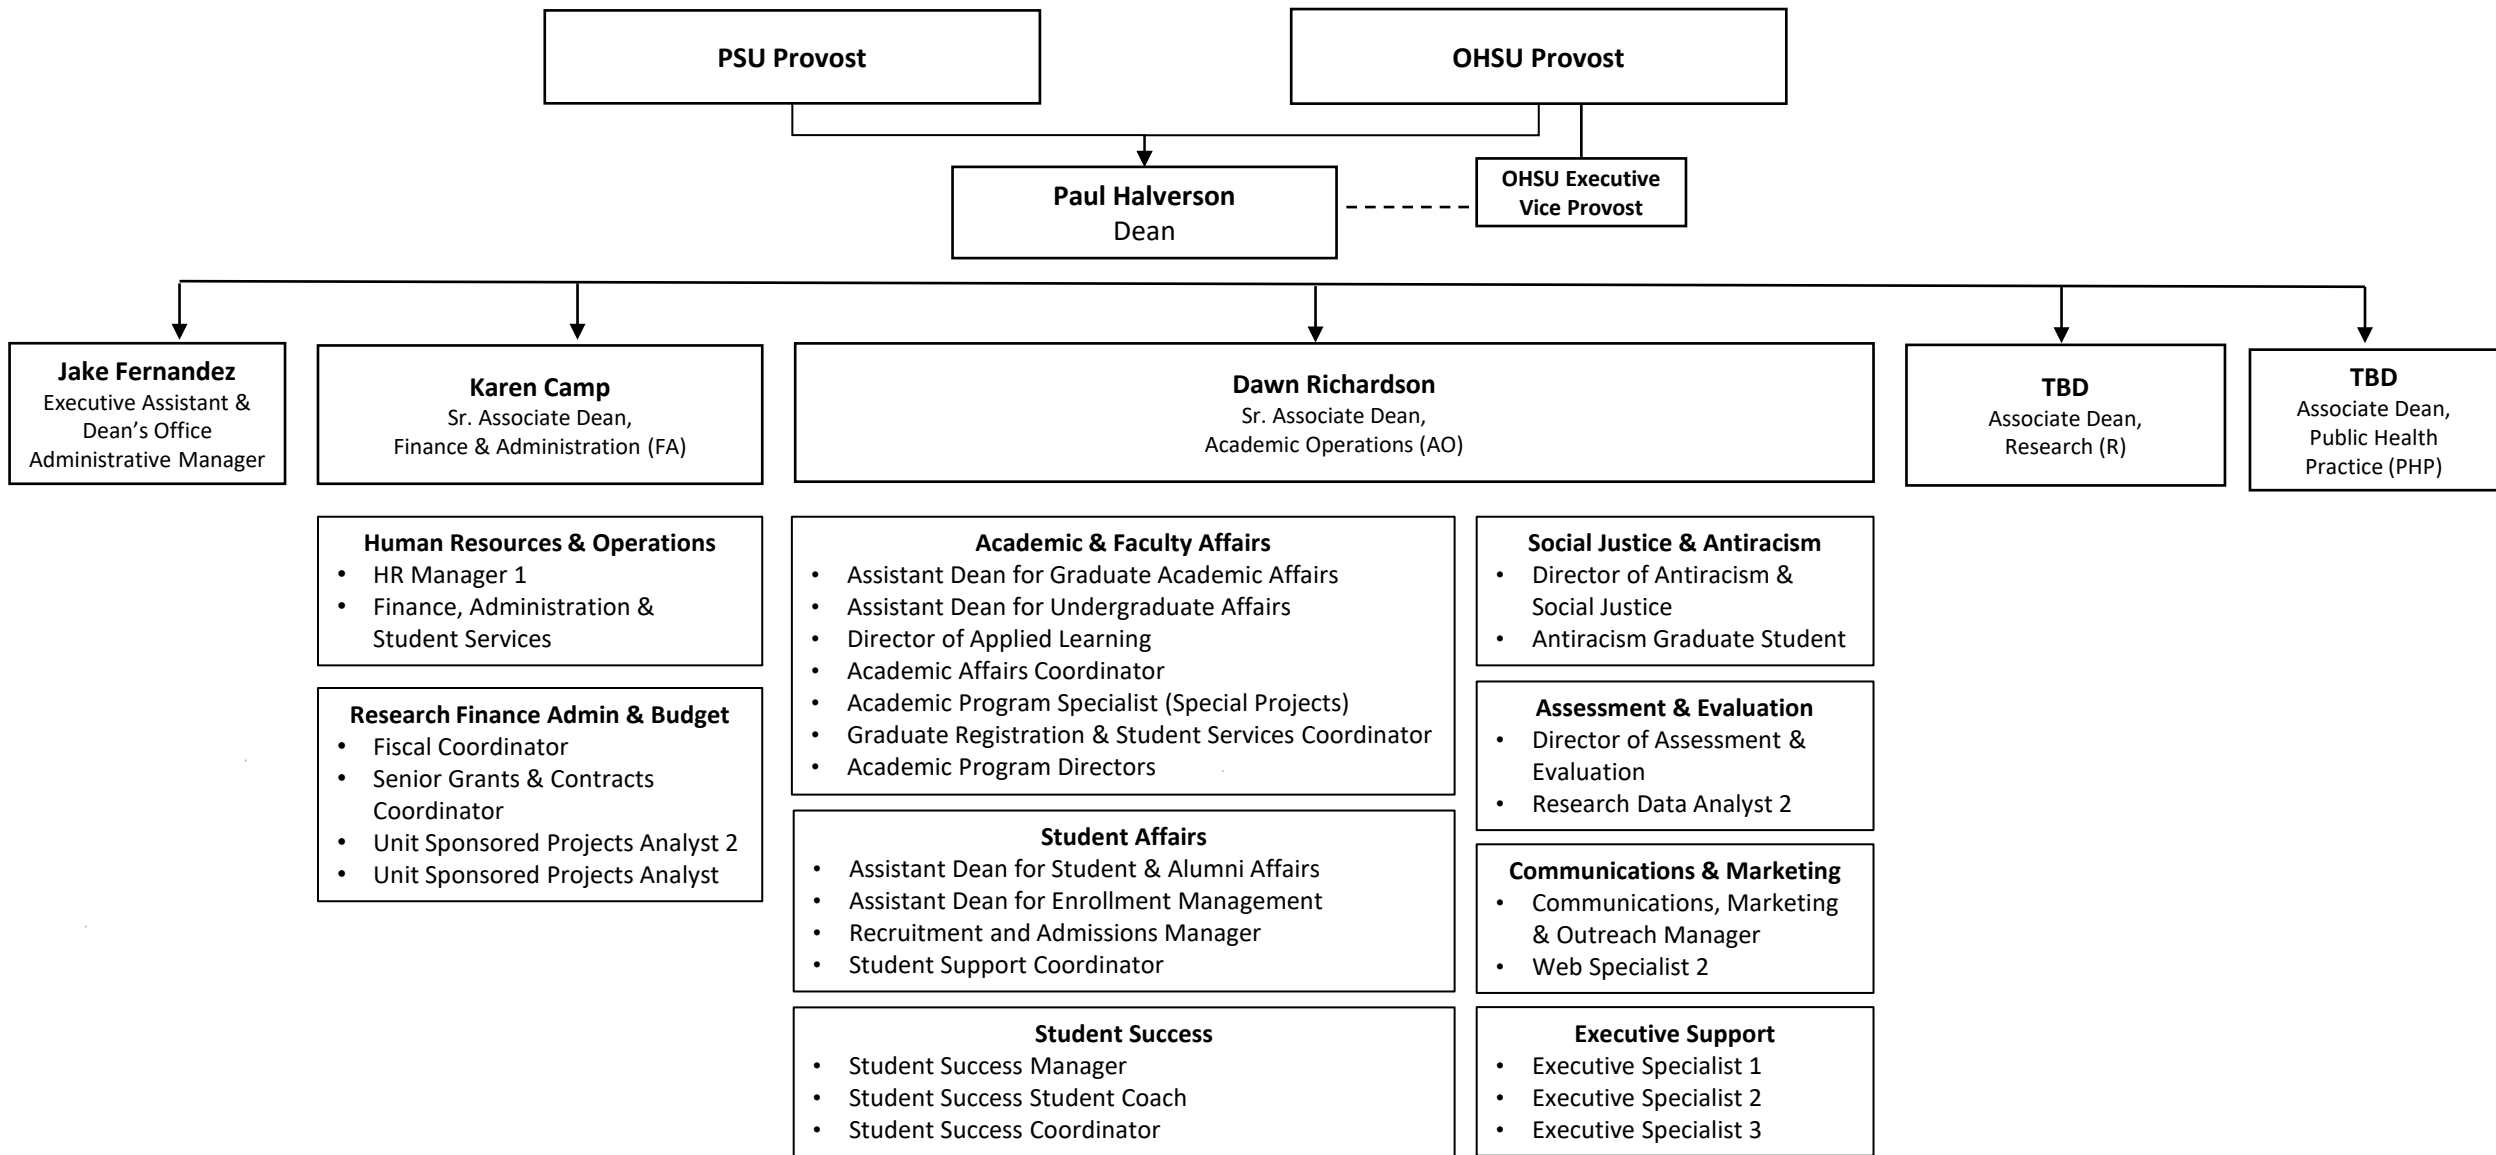 PSU Provost
OHSU Provost
Paul Halverson
Dean
OHSU Executive
Vice Provost
Jake Fernandez
Executive Assistant &
Dean’s Office
Administrative Manager
Karen Camp
Sr. Associate Dean,
Finance & Administration (FA)
Dawn Richardson
Sr. Associate Dean,
Academic Operations (AO)
TBD
Associate Dean,
Research (R)
TBD
Associate Dean,
Public Health
Practice (PHP)
Human Resources & Operations
• HR Manager 1
• Finance, Administration &
Student Services
Research Finance Admin & Budget
• Fiscal Coordinator
• Senior Grants & Contracts
Coordinator
• Unit Sponsored Projects Analyst 2
• Unit Sponsored Projects Analyst
Academic & Faculty Affairs
• Assistant Dean for Graduate Academic Affairs
• Assistant Dean for Undergraduate Affairs
• Director of Applied Learning
• Academic Affairs Coordinator
• Academic Program Specialist (Special Projects)
• Graduate Registration & Student Services Coordinator
• Academic Program Directors
Student Affairs
• Assistant Dean for Student & Alumni Affairs
• Assistant Dean for Enrollment Management
• Recruitment and Admissions Manager
• Student Support Coordinator
Student Success
• Student Success Manager
• Student Success Student Coach
• Student Success Coordinator
Social Justice & Antiracism
• Director of Antiracism &
Social Justice
• Antiracism Graduate Student
Assessment & Evaluation
• Director of Assessment &
Evaluation
• Research Data Analyst 2
Communications & Marketing
• Communications, Marketing
& Outreach Manager
• Web Specialist 2
Executive Support
• Executive Specialist 1
• Executive Specialist 2
• Executive Specialist 3